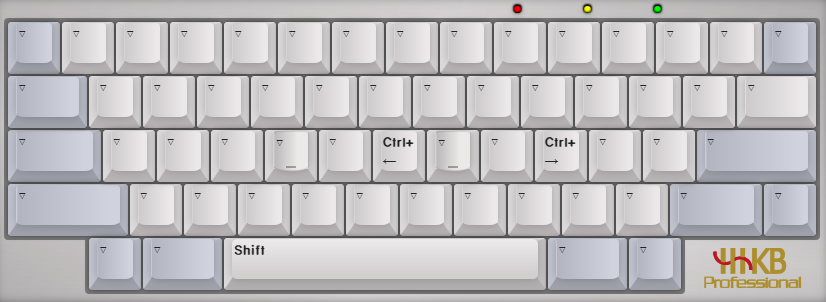 Ctrl+ Ctrl+
← →
Shift
HHKB
Professional